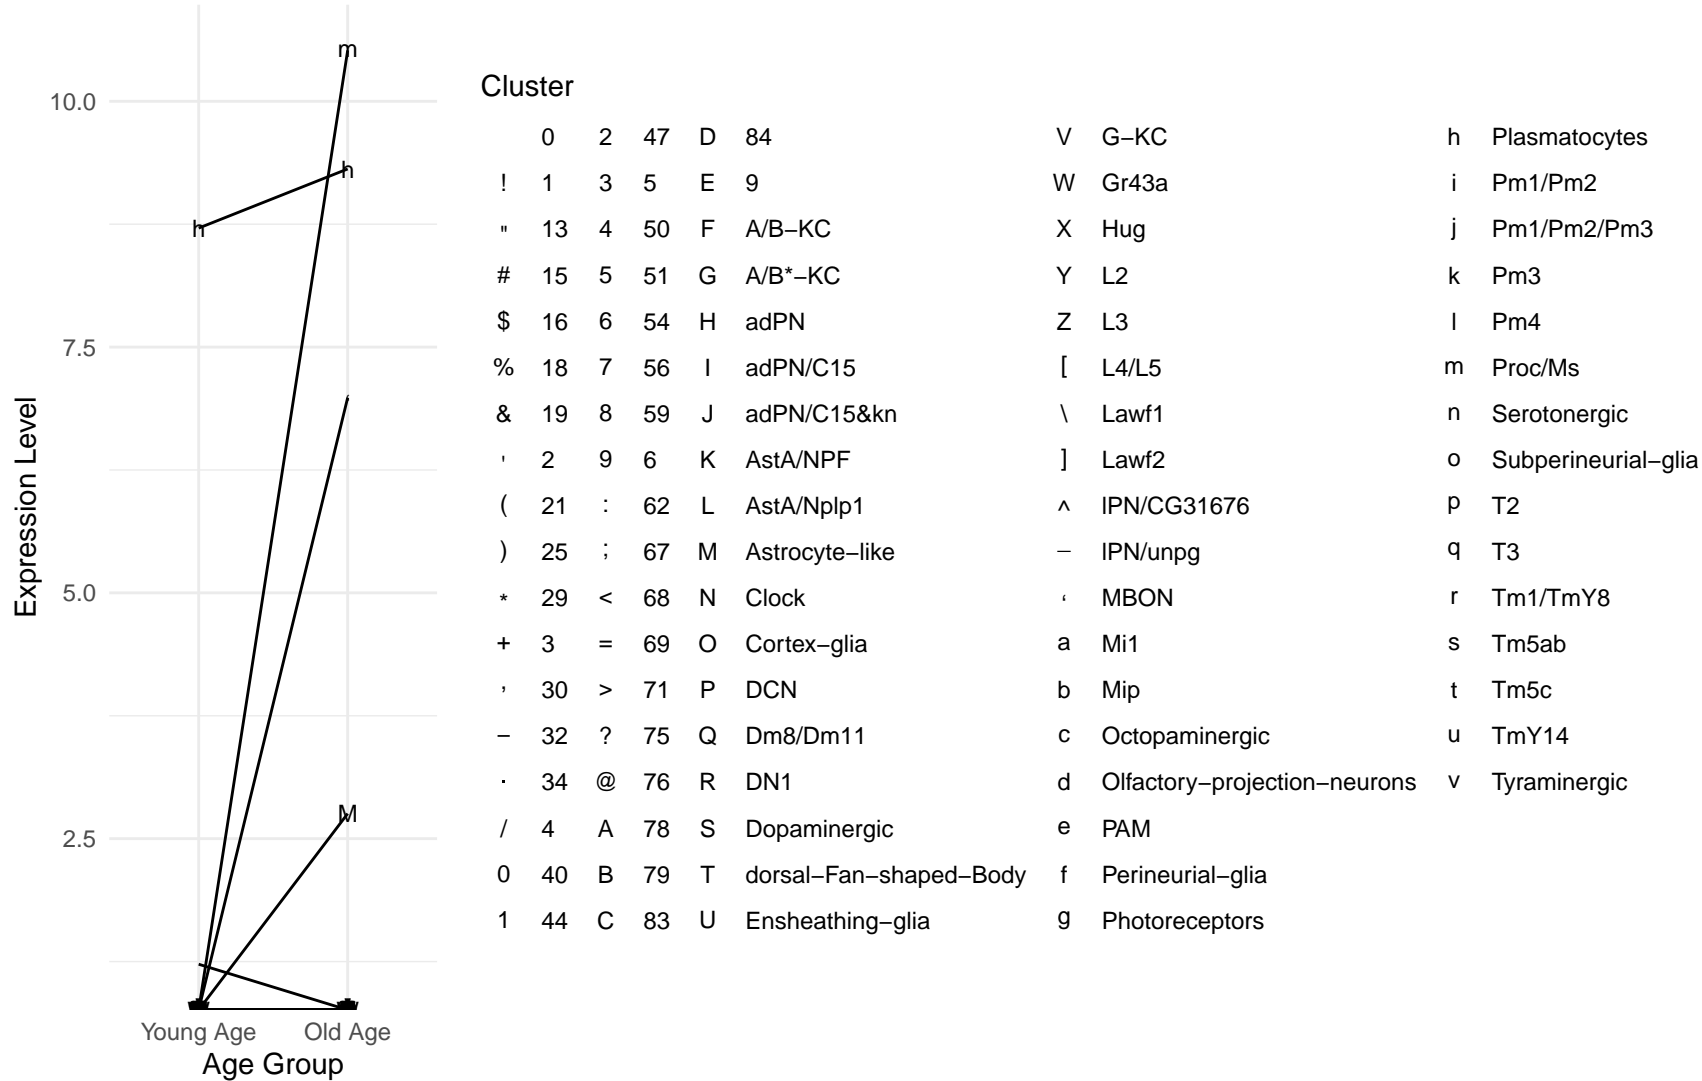 Cluster
0 2 47 D 84 V G−KC h Plasmatocytes
! 1 3 5 E 9 W Gr43a i Pm1/Pm2
" 13 4 50 F A/B−KC X Hug j Pm1/Pm2/Pm3
# 15 5 51 G A/B*−KC Y L2 k Pm3
$ 16 6 54 H adPN Z L3 l Pm4
% 18 7 56 I adPN/C15 [ L4/L5 m Proc/Ms
& 19 8 59 J adPN/C15&kn \ Lawf1 n Serotonergic
' 2 9 6 K AstA/NPF ] Lawf2 o Subperineurial−glia
( 21 : 62 L AstA/Nplp1 ^ lPN/CG31676 p T2
) 25 ; 67 M Astrocyte−like − lPN/unpg q T3
* 29 < 68 N Clock ‘ MBON r Tm1/TmY8
+ 3 = 69 O Cortex−glia a Mi1 s Tm5ab
, 30 > 71 P DCN b Mip t Tm5c
− 32 ? 75 Q Dm8/Dm11 c Octopaminergic u TmY14
. 34 @ 76 R DN1 d Olfactory−projection−neurons v Tyraminergic
/ 4 A 78 S Dopaminergic e PAM
0 40 B 79 T dorsal−Fan−shaped−Body f Perineurial−glia
1 44 C 83 U Ensheathing−glia g Photoreceptors
10.0
7.5
5.0
2.5
Expression Level
m
h
h
M
Young Age Old Age
Age Group